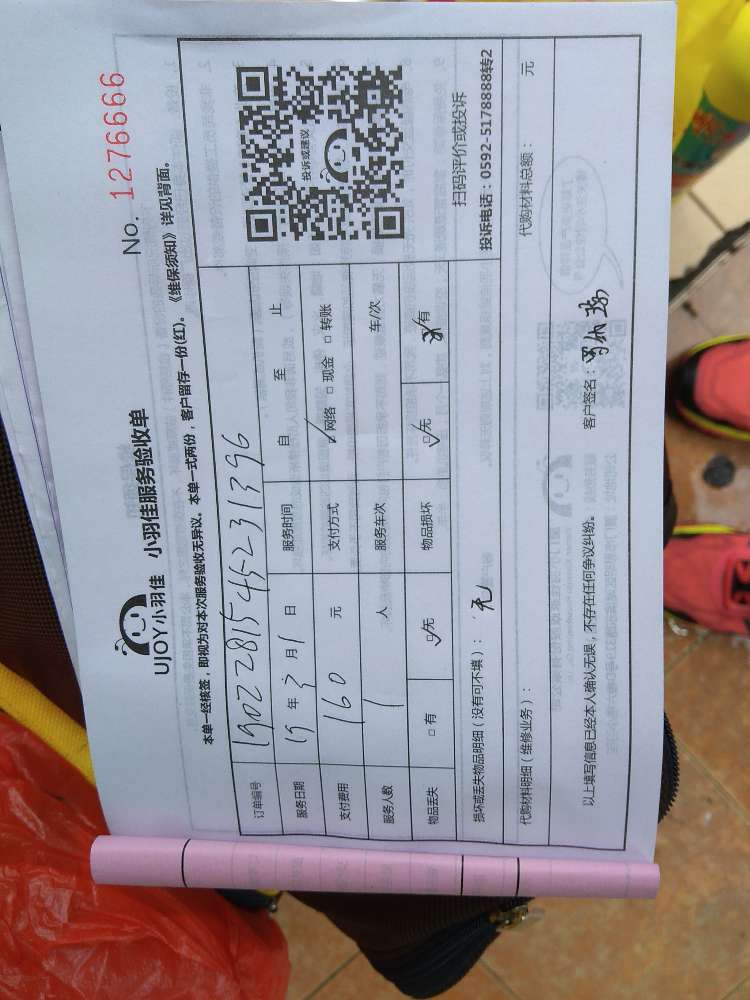 No. 1276666
UJOY小羽佳 小羽佳服务验收单
本单一经核签，即视为对本次服务验收无异议。本单一式两份，客户留存一份(红)。《维保须知》详见背面。
订单编号 1902281545231396
服务日期 19年3月1日 服务时间 自 至 止
支付费用 160 元 支付方式 ☑网络 □现金 □转账
服务人数 1 人 服务车次 车/次
物品丢失 □有 ☑无 物品损坏 ☑无 □有
投诉或建议
扫码评价或投诉
投诉电话：0592-5178888转2
损坏或丢失物品明细（没有可不填）：无
代购材料明细（维修业务）： 代购材料总额： 元
以上填写信息已经本人确认无误，不存在任何争议纠纷。 客户签名：